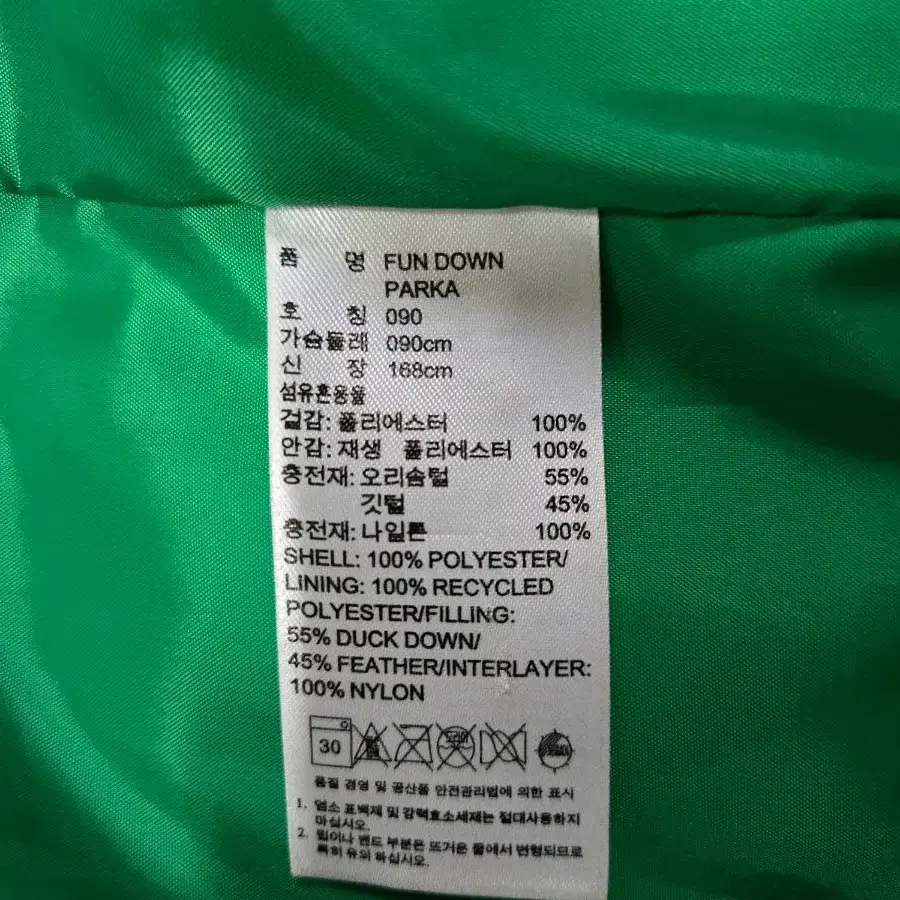 품 명 FUN DOWN
PARKA
호 칭 090
가슴둘레 090cm
신 장 168cm
섬유혼용율
겉감: 폴리에스터 100%
안감: 재생 폴리에스터 100%
충전재: 오리솜털 55%
깃털 45%
충전재: 나일론 100%
SHELL: 100% POLYESTER/
LINING: 100% RECYCLED
POLYESTER/FILLING:
55% DUCK DOWN/
45% FEATHER/INTERLAYER:
100% NYLON
30
품질 경영 및 공산품 안전관리법에 의한 표시
1. 염소 표백제 및 강력효소세제는 절대사용하지
마십시오.
2. 립이나 밴드 부분은 뜨거운 물에서 변형되므로
특히 유의 하십시오.